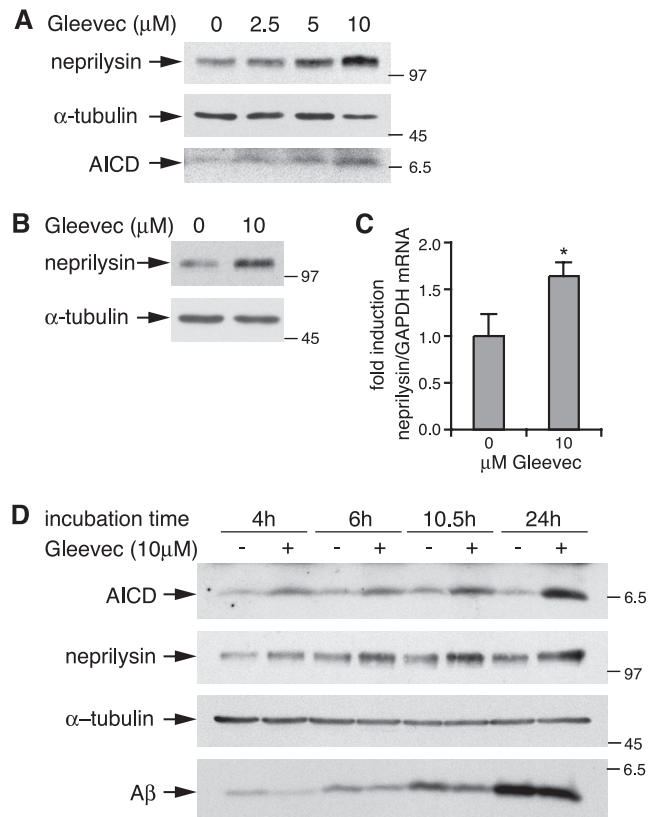 A Gleevec (µM) 0 2.5 5 10
neprilysin
97
α-tubulin
45
AICD
6.5
B Gleevec (µM) 0 10
neprilysin
97
α-tubulin
45
C
fold induction
neprilysin/GAPDH mRNA
2.0
1.5
1.0
0.5
0.0
*
0 10
µM Gleevec
D incubation time 4h 6h 10.5h 24h
Gleevec (10µM) - + - + - + - +
AICD
6.5
neprilysin
97
α–tubulin
45
6.5
Aβ